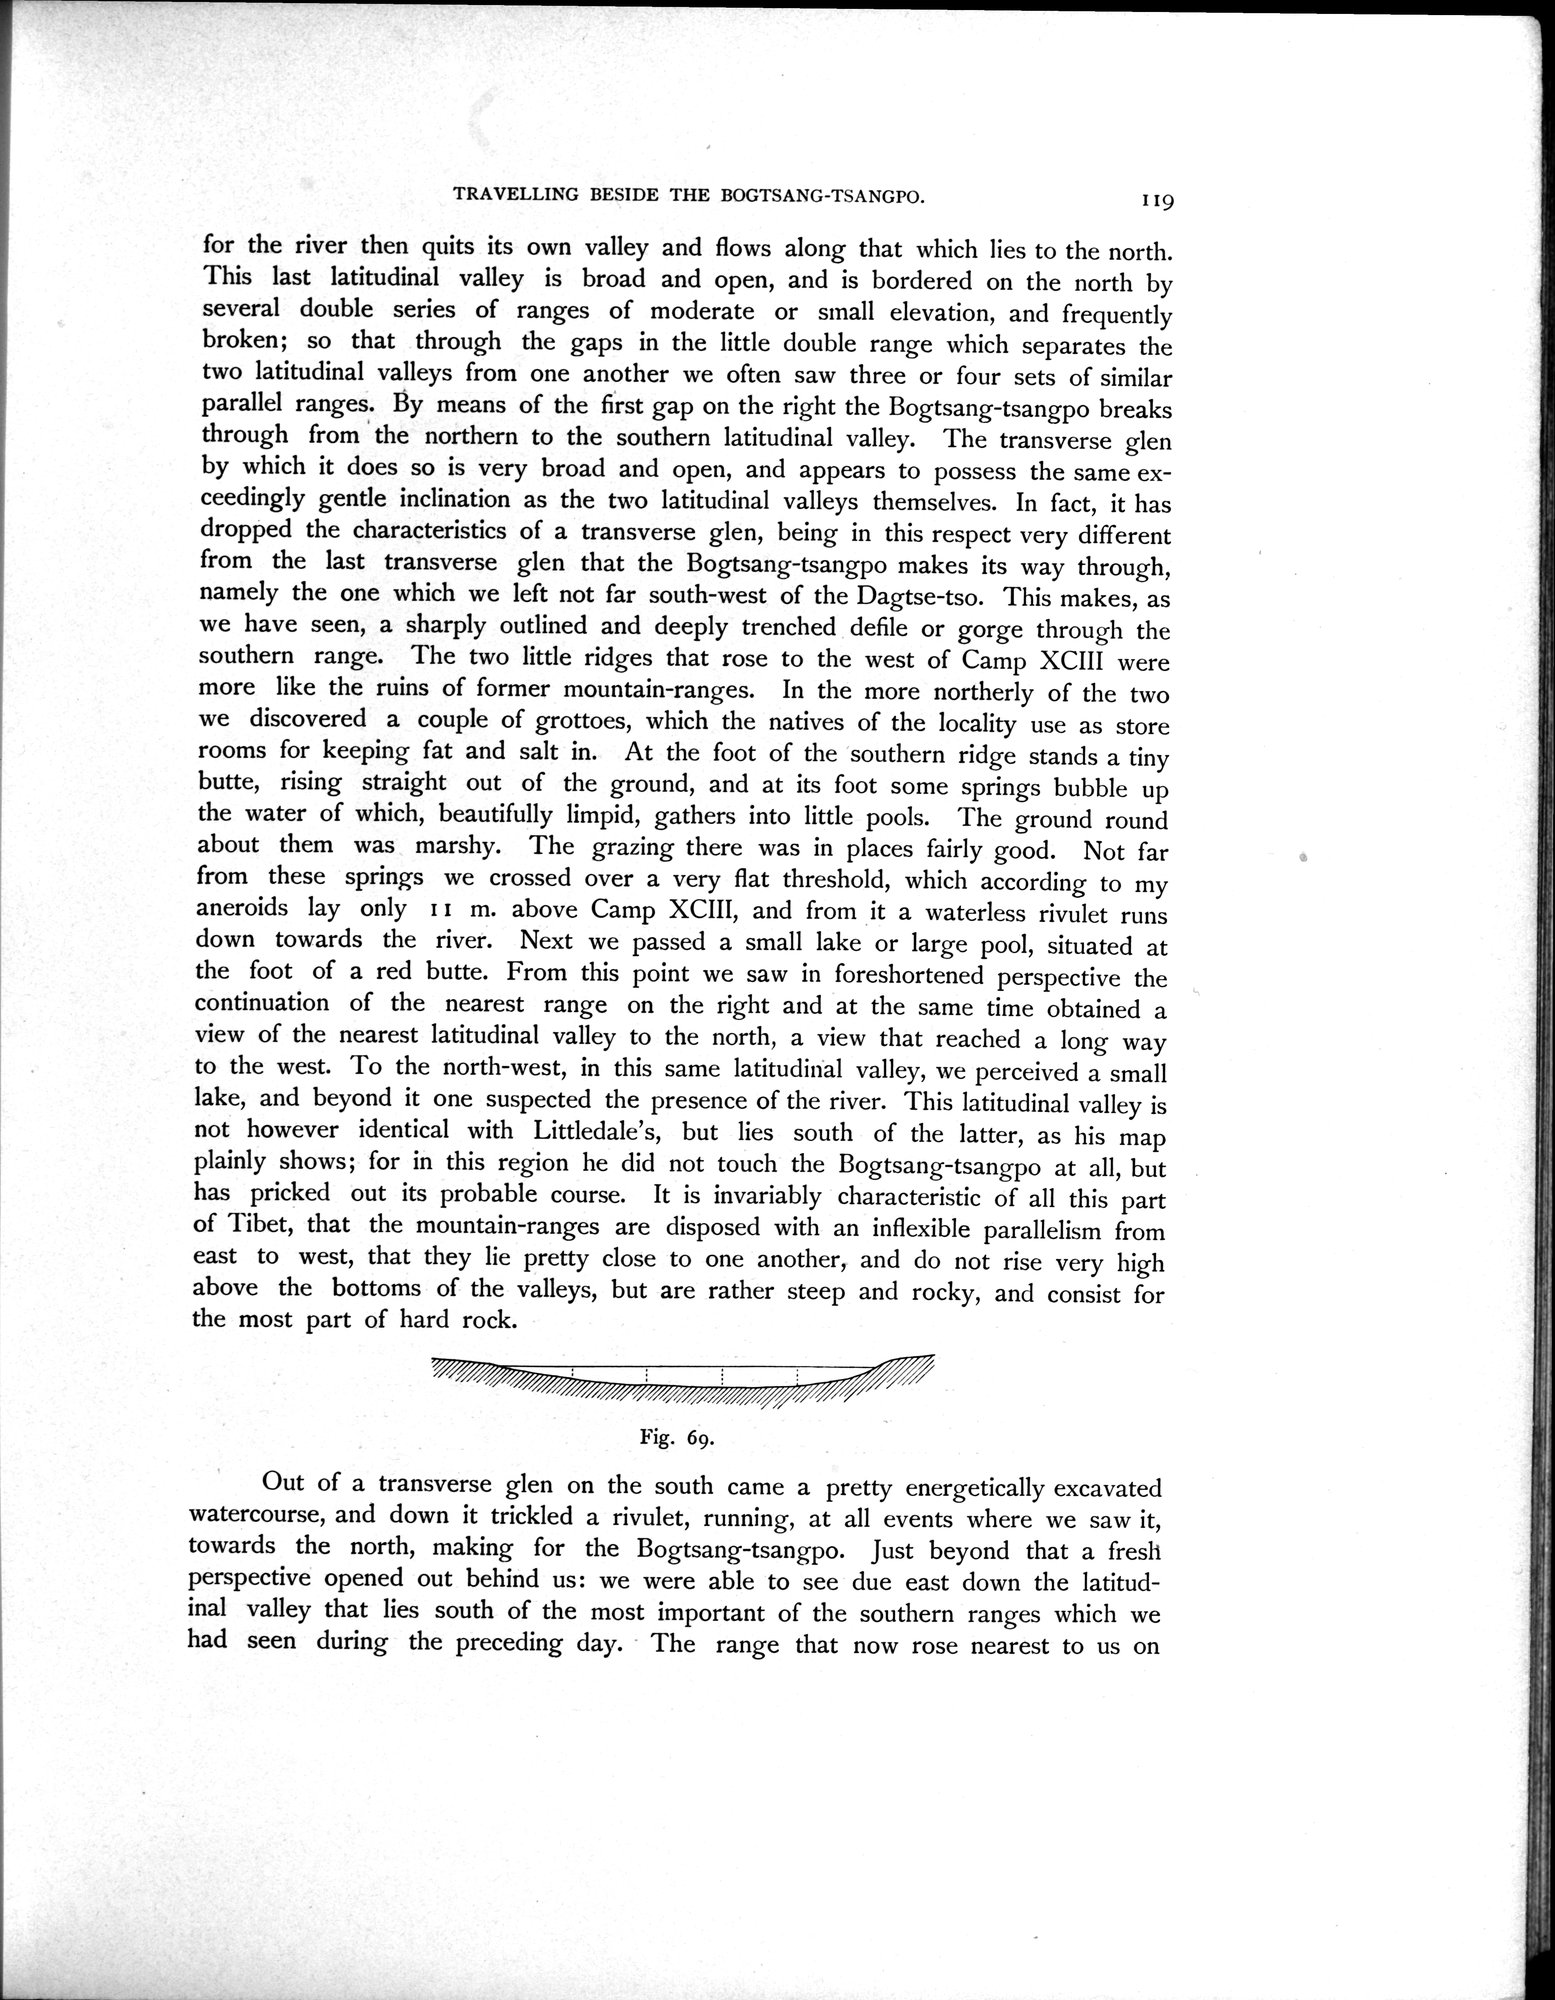 TRAVELLING BESIDE THE BOGTSANG-TSANGPO.
119
for the river then quits its own valley and flows along that which lies to the north.
This last latitudinal valley is broad and open, and is bordered on the north by
several double series of ranges of moderate or small elevation, and frequently
broken; so that through the gaps in the little double range which separates the
two latitudinal valleys from one another we often saw three or four sets of similar
parallel ranges. By means of the first gap on the right the Bogtsang-tsangpo breaks
through from the northern to the southern latitudinal valley. The transverse glen
by which it does so is very broad and open, and appears to possess the same ex-
ceedingly gentle inclination as the two latitudinal valleys themselves. In fact, it has
dropped the characteristics of a transverse glen, being in this respect very different
from the last transverse glen that the Bogtsang-tsangpo makes its way through,
namely the one which we left not far south-west of the Dagtse-tso. This makes, as
we have seen, a sharply outlined and deeply trenched defile or gorge through the
southern range. The two little ridges that rose to the west of Camp XCIII were
more like the ruins of former mountain-ranges. In the more northerly of the two
we discovered a couple of grottoes, which the natives of the locality use as store
rooms for keeping fat and salt in. At the foot of the southern ridge stands a tiny
butte, rising straight out of the ground, and at its foot some springs bubble up
the water of which, beautifully limpid, gathers into little pools. The ground round
about them was marshy. The grazing there was in places fairly good. Not far
from these springs we crossed over a very flat threshold, which according to my
aneroids lay only 11 m. above Camp XCIII, and from it a waterless rivulet runs
down towards the river. Next we passed a small lake or large pool, situated at
the foot of a red butte. From this point we saw in foreshortened perspective the
continuation of the nearest range on the right and at the same time obtained a
view of the nearest latitudinal valley to the north, a view that reached a long way
to the west. To the north-west, in this same latitudinal valley, we perceived a small
lake, and beyond it one suspected the presence of the river. This latitudinal valley is
not however identical with Littledale's, but lies south of the latter, as his map
plainly shows; for in this region he did not touch the Bogtsang-tsangpo at all, but
has pricked out its probable course. It is invariably characteristic of all this part
of Tibet, that the mountain-ranges are disposed with an inflexible parallelism from
east to west, that they lie pretty close to one another, and do not rise very high
above the bottoms of the valleys, but are rather steep and rocky, and consist for
the most part of hard rock.
Fig. 69.
Out of a transverse glen on the south came a pretty energetically excavated
watercourse, and down it trickled a rivulet, running, at all events where we saw it,
towards the north, making for the Bogtsang-tsangpo. Just beyond that a fresh
perspective opened out behind us: we were able to see due east down the latitud-
inal valley that lies south of the most important of the southern ranges which we
had seen during the preceding day. The range that now rose nearest to us on